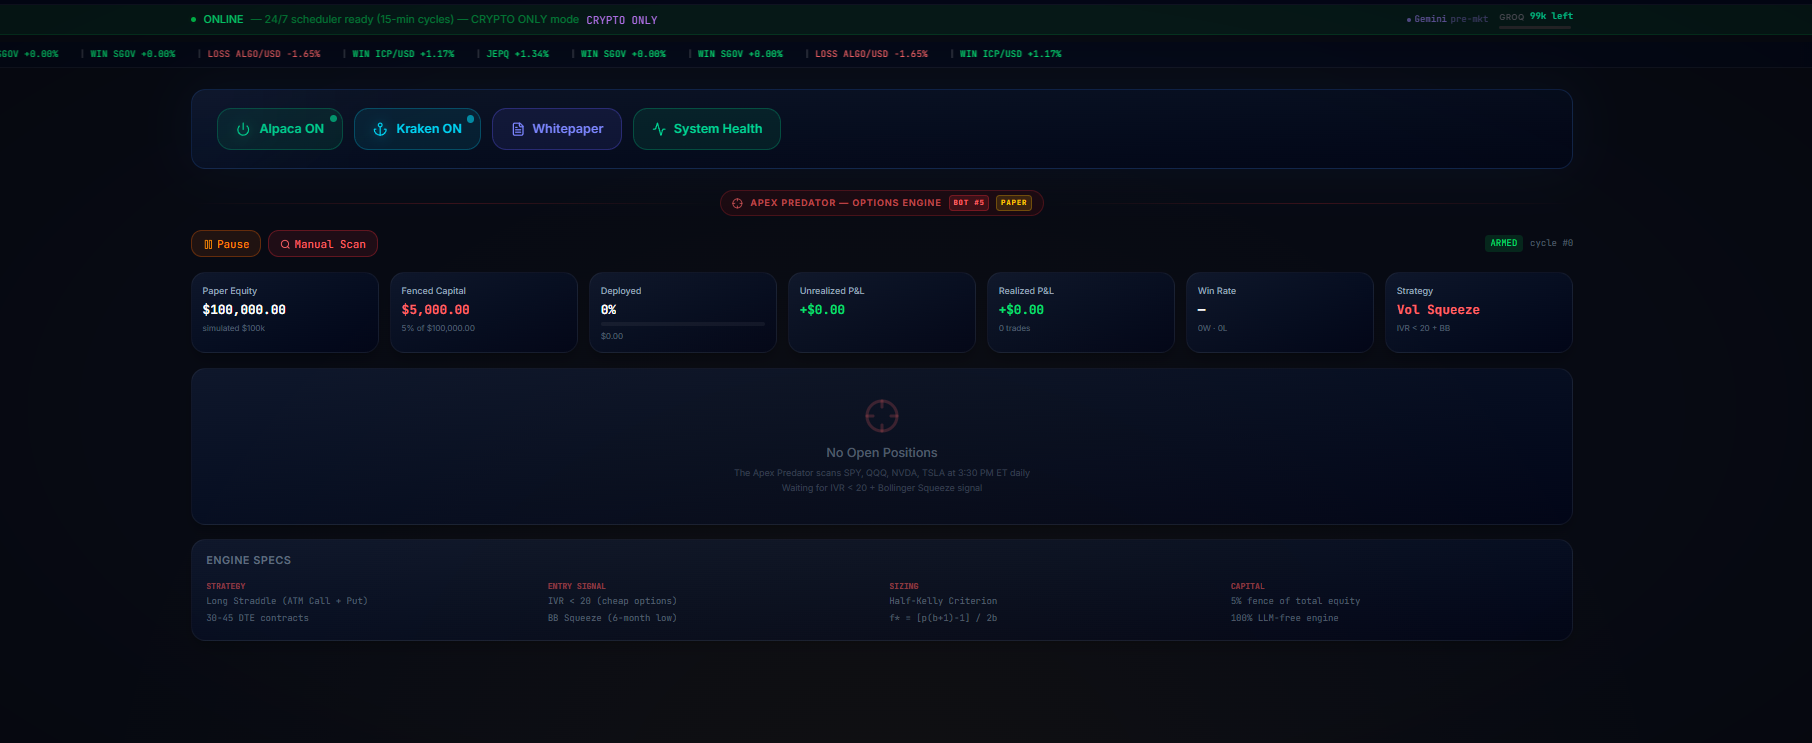 ONLINE — 24/7 scheduler ready (15-min cycles) — CRYPTO ONLY mode CRYPTO ONLY
Gemini pre-mkt GROQ 99k left
SGOV +0.00% | WIN SGOV +0.00% | LOSS ALGO/USD -1.65% | WIN ICP/USD +1.17% | JEPQ +1.34% | WIN SGOV +0.00% | WIN SGOV +0.00% | LOSS ALGO/USD -1.65% | WIN ICP/USD +1.17%
Alpaca ON
Kraken ON
Whitepaper
System Health
APEX PREDATOR — OPTIONS ENGINE BOT #5 PAPER
Pause
Manual Scan
ARMED cycle #0
Paper Equity
$100,000.00
simulated $100k
Fenced Capital
$5,000.00
5% of $100,000.00
Deployed
0%
$0.00
Unrealized P&L
+$0.00
Realized P&L
+$0.00
0 trades
Win Rate
—
0W · 0L
Strategy
Vol Squeeze
IVR < 20 + BB
No Open Positions
The Apex Predator scans SPY, QQQ, NVDA, TSLA at 3:30 PM ET daily
Waiting for IVR < 20 + Bollinger Squeeze signal
ENGINE SPECS
STRATEGY
Long Straddle (ATM Call + Put)
30-45 DTE contracts
ENTRY SIGNAL
IVR < 20 (cheap options)
BB Squeeze (6-month low)
SIZING
Half-Kelly Criterion
f* = [p(b+1)-1] / 2b
CAPITAL
5% fence of total equity
100% LLM-free engine